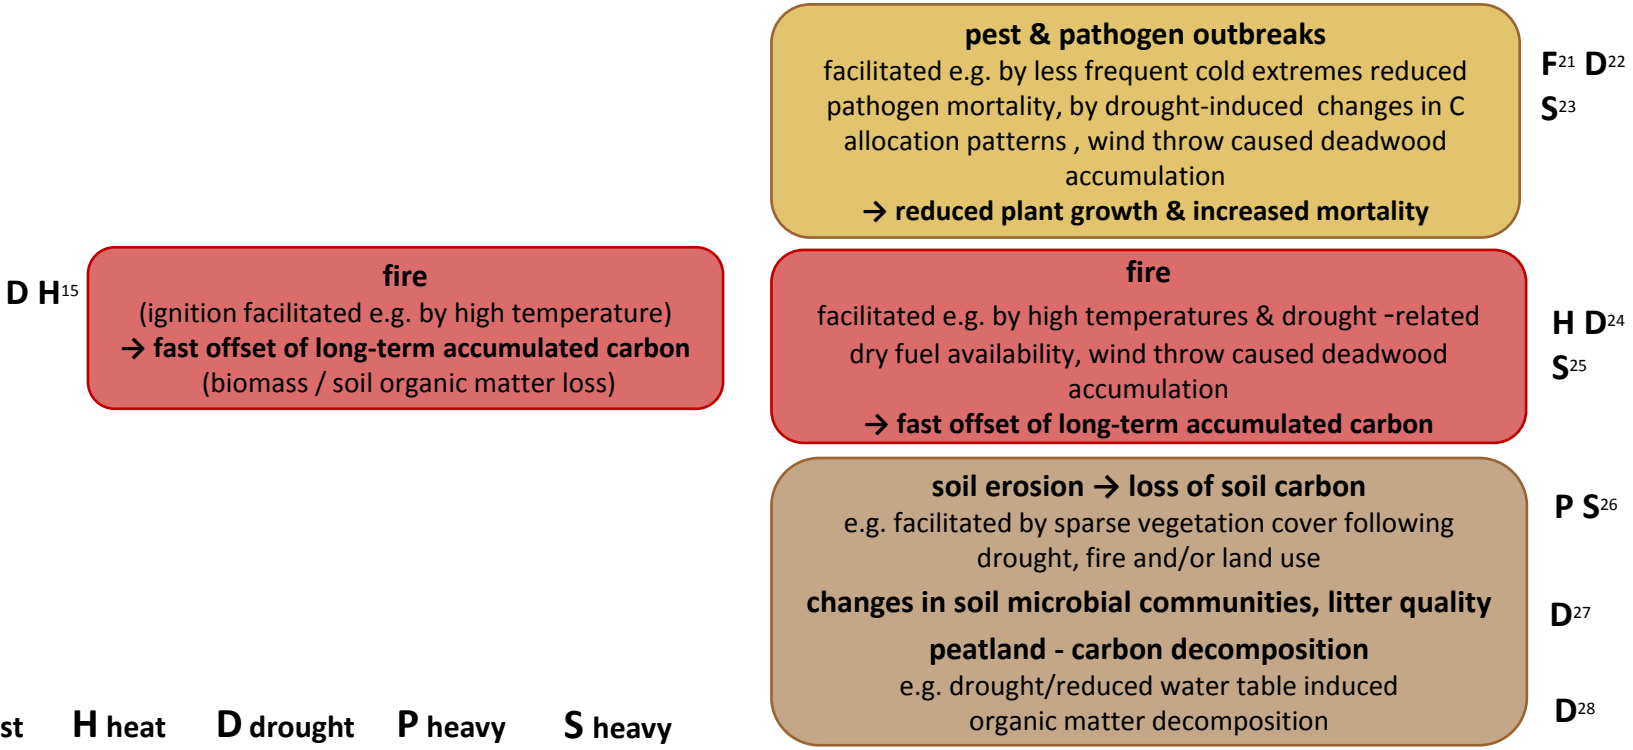 pest & pathogen outbreaks
facilitated e.g. by less frequent cold extremes reduced
pathogen mortality, by drought-induced changes in C
allocation patterns , wind throw caused deadwood
accumulation
→ reduced plant growth & increased mortality
F21 D22
S23
D H15
fire
(ignition facilitated e.g. by high temperature)
→ fast offset of long-term accumulated carbon
(biomass / soil organic matter loss)
fire
facilitated e.g. by high temperatures & drought -related
dry fuel availability, wind throw caused deadwood
accumulation
→ fast offset of long-term accumulated carbon
H D24
S25
soil erosion → loss of soil carbon
e.g. facilitated by sparse vegetation cover following
drought, fire and/or land use
changes in soil microbial communities, litter quality
peatland - carbon decomposition
e.g. drought/reduced water table induced
organic matter decomposition
P S26
D27
D28
st H heat D drought P heavy S heavy